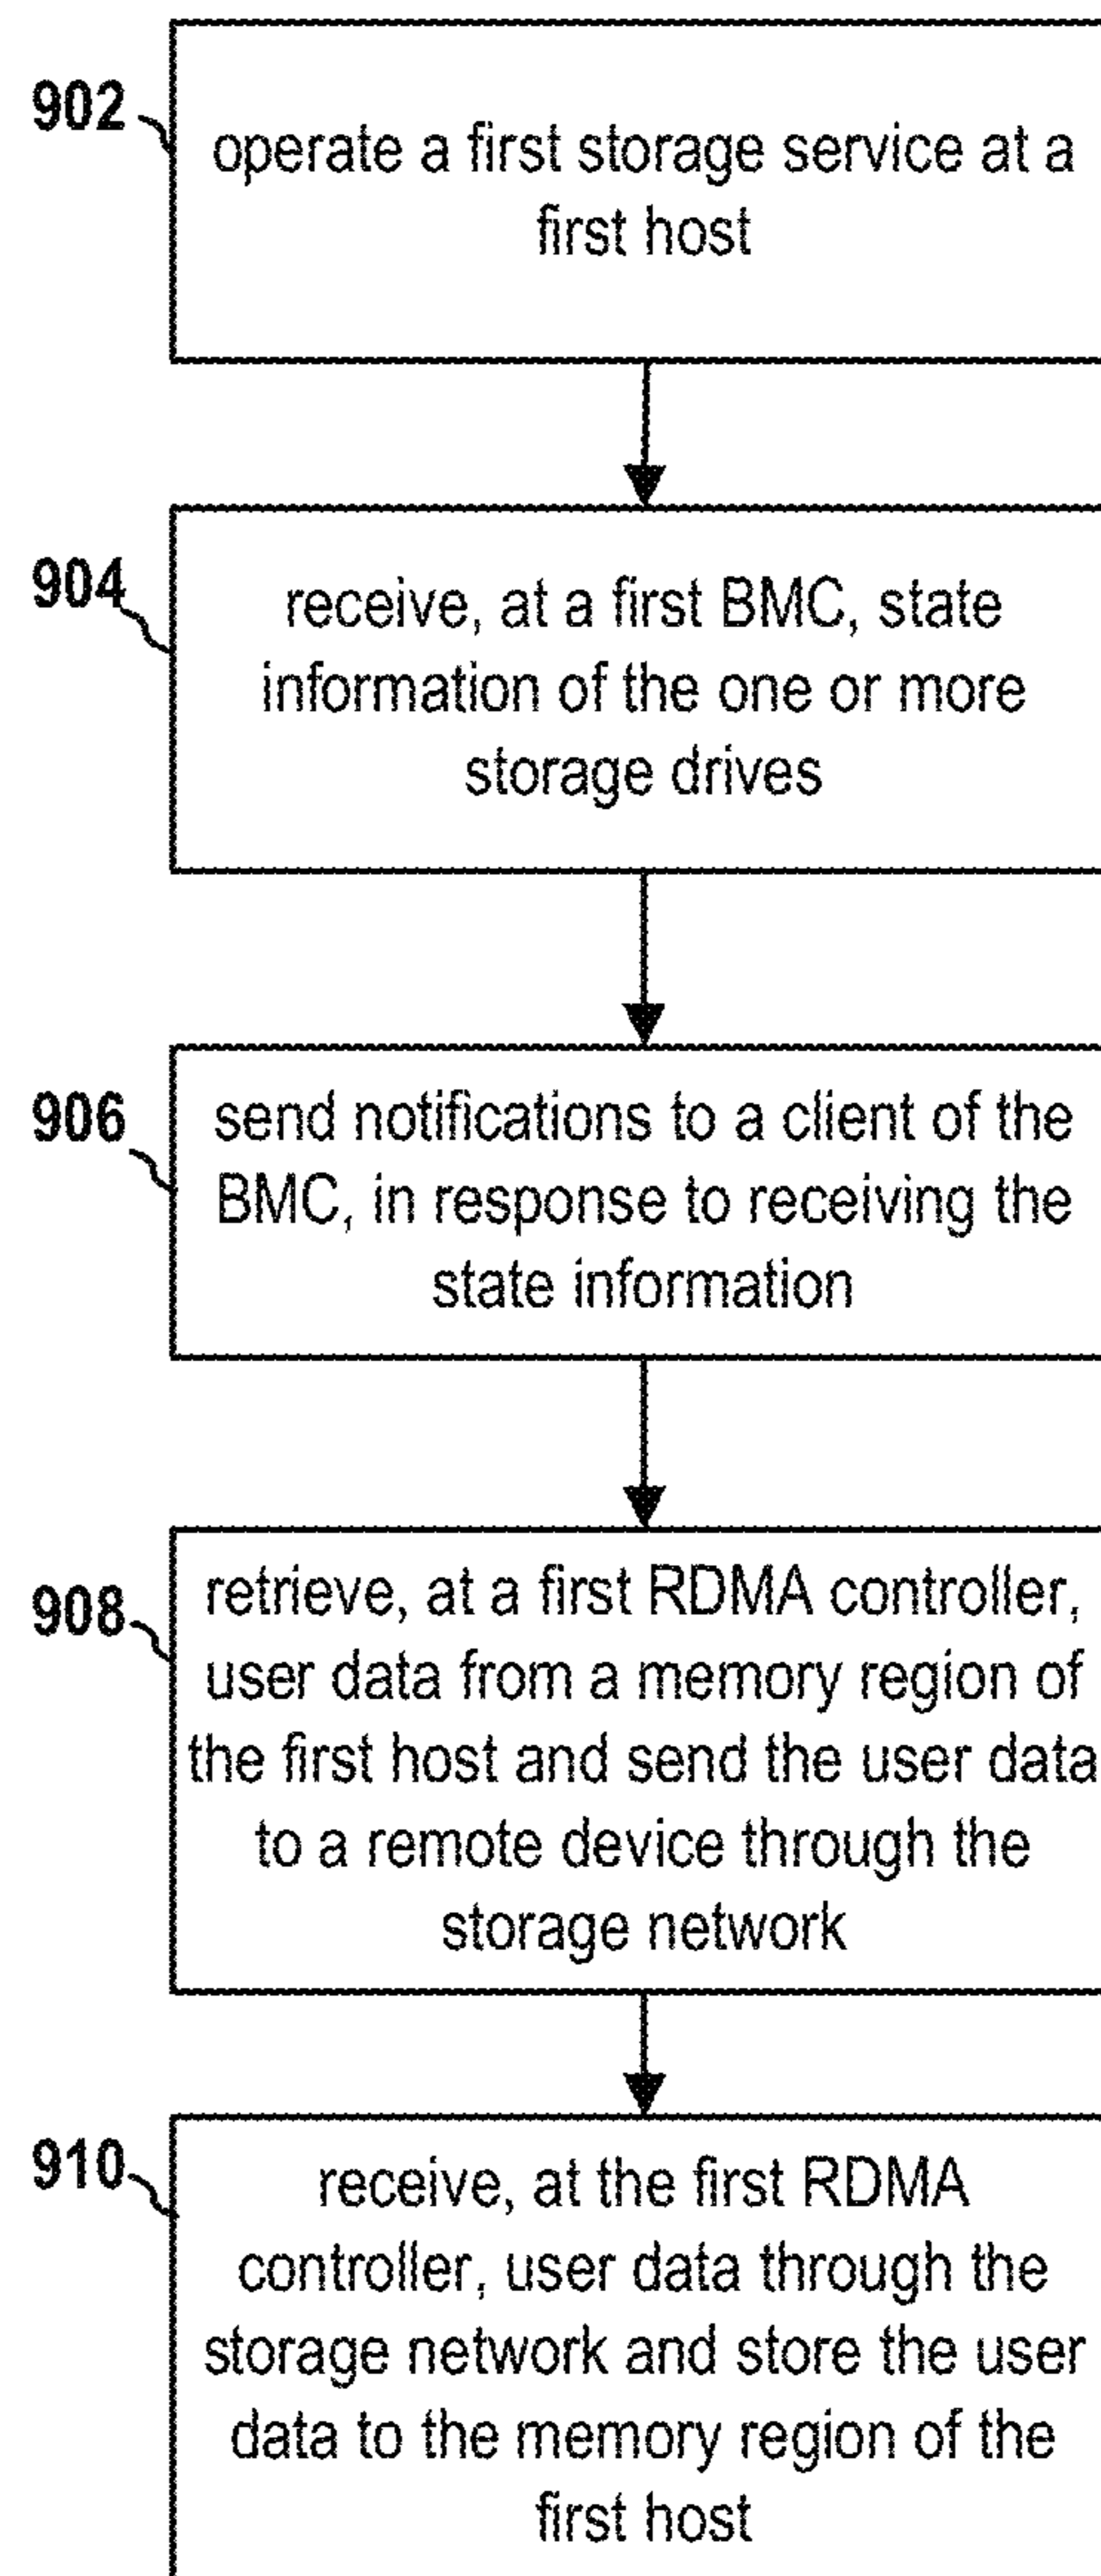 902
operate a first storage service at a
first host
904
receive, at a first BMC, state
information of the one or more
storage drives
906
send notifications to a client of the
BMC, in response to receiving the
state information
908
retrieve, at a first RDMA controller,
user data from a memory region of
the first host and send the user data
to a remote device through the
storage network
910
receive, at the first RDMA
controller, user data through the
storage network and store the user
data to the memory region of the
first host